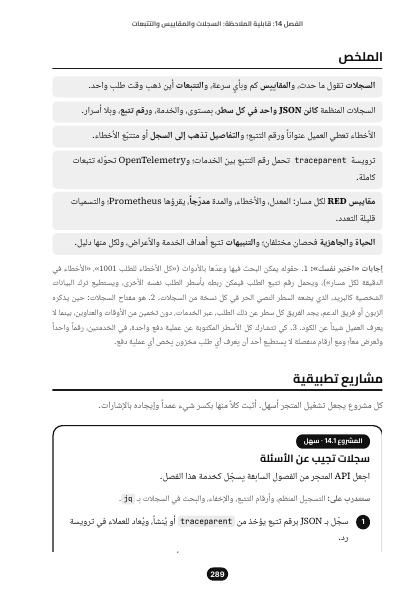 الفصل 14: قابلية الملاحظة: السجلات والمقاييس والتتبعات
الملخص
السجلات تقول ما حدث، والمقاييس كم وبأي سرعة، والتتبعات أين ذهب وقت طلب واحد.
السجلات المنظمة كائن JSON واحد في كل سطر، بمستوى، والخدمة، ورقم تتبع، وبلا أسرار.
الأخطاء تعطي العميل عنواناً ورقم التتبع؛ والتفاصيل تذهب إلى السجل أو متتبّع الأخطاء.
ترويسة traceparent تحمل رقم التتبع بين الخدمات؛ وOpenTelemetry تحوّله تتبعات
كاملة.
مقاييس RED لكل مسار: المعدل، والأخطاء، والمدة مدرّجاً، يقرؤها Prometheus؛ والتسميات
قليلة التعدد.
الحياة والجاهزية فحصان مختلفان؛ والتنبيهات تتبع أهداف الخدمة والأعراض، ولكل منها دليل.
إجابات «اختبر نفسك»: 1. حقوله يمكن البحث فيها وعدّها بالأدوات («كل الأخطاء للطلب 1001»، «الأخطاء في
الدقيقة لكل مسار»)، ويحمل رقم تتبع الطلب فيمكن ربطه بأسطر الطلب نفسه الأخرى، ويستطيع ترك البيانات
الشخصية كالبريد، الذي يضعه السطر النصي الحر في كل نسخة من السجلات. 2. هو مفتاح السجلات: حين يذكره
الزبون أو فريق الدعم، يجد الفريق كل سطر عن ذلك الطلب، عبر الخدمات، دون تخمين من الأوقات والعناوين، بينما لا
يعرف العميل شيئاً عن الكود. 3. كي تتشارك كل الأسطر المكتوبة عن عملية دفع واحدة، في الخدمتين، رقماً واحداً
وتعرض معاً؛ ومع أرقام منفصلة لا يستطيع أحد أن يعرف أي طلب مخزون يخص أي عملية دفع.
مشاريع تطبيقية
كل مشروع يجعل تشغيل المتجر أسهل. أثبت كلاً منها بكسر شيء عمداً وإيجاده بالإشارات.
المشروع 14.1 · سهل
سجلات تجيب عن الأسئلة
اجعل API المتجر من الفصول السابقة يسجّل كخدمة هذا الفصل.
ستتدرب على: التسجيل المنظم، وأرقام التتبع، والإخفاء، والبحث في السجلات بـ jq.
1 سجّل بـ JSON برقم تتبع يؤخذ من traceparent أو يُنشأ، ويُعاد للعملاء في ترويسة
رد.
289